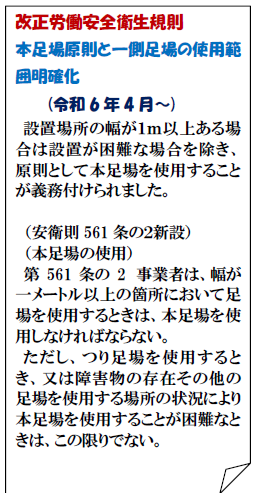 改正労働安全衛生規則
本足場原則と一側足場の使用範
囲明確化
(令和６年４月～)
設置場所の幅が1m以上ある場
合は設置が困難な場合を除き、
原則として本足場を使用すること
が義務付けられました。
（安衛則 561 条の2新設）
（本足場の使用）
第 561 条の 2 事業者は、幅が
一メートル以上の箇所において足
場を使用するときは、本足場を使
用しなければならない。
ただし、つり足場を使用すると
き、又は障害物の存在その他の
足場を使用する場所の状況により
本足場を使用することが困難なと
きは、この限りでない。